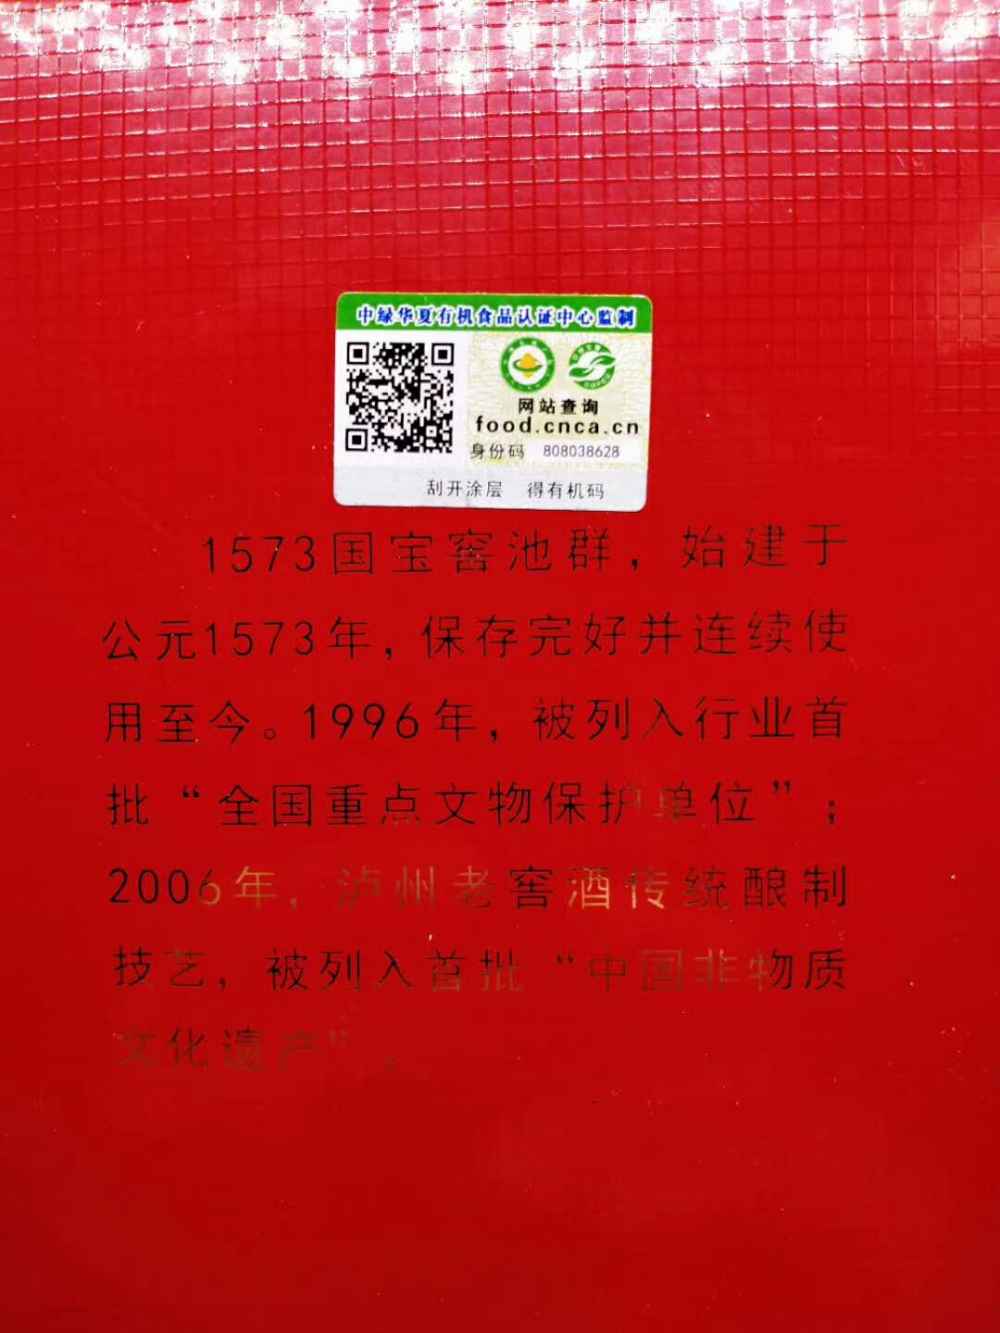 中绿华夏有机食品认证中心监制
网站查询
food.cnca.cn
身份码 808038628
刮开涂层 得有机码
1573国宝窖池群，始建于
公元1573年，保存完好并连续使
用至今。1996年，被列入行业首
批“全国重点文物保护单位”；
2006年，泸州老窖酒传统酿制
技艺，被列入首批“中国非物质
文化遗产”。